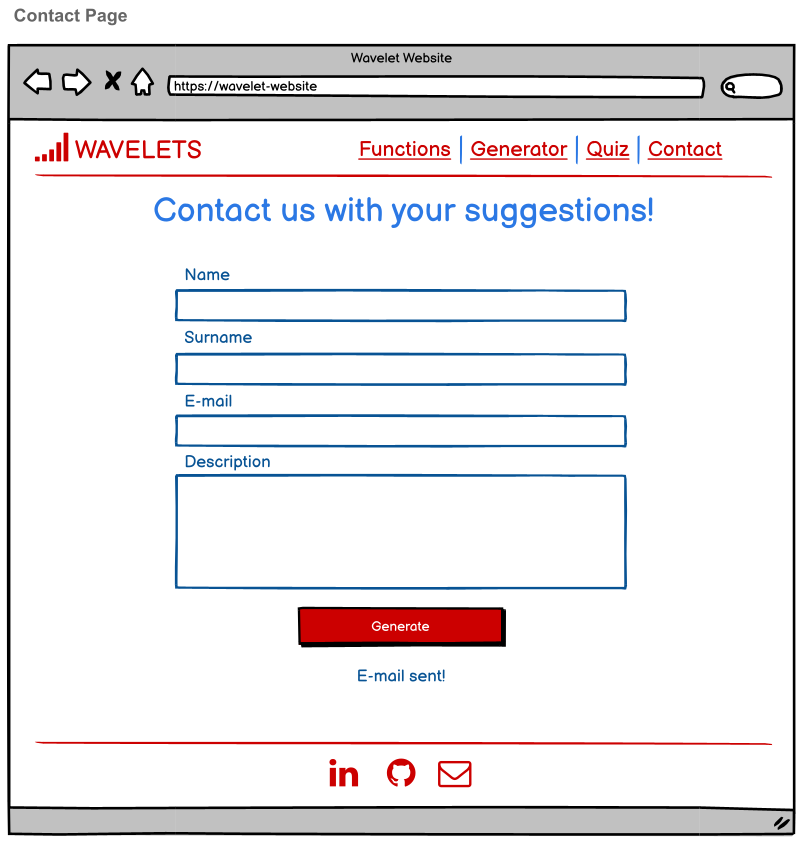 Contact Page
Wavelet Website
https://wavelet-website
WAVELETS
Functions Generator Quiz Contact
Contact us with your suggestions!
Name
Surname
E-mail
Description
Generate
E-mail sent!
in